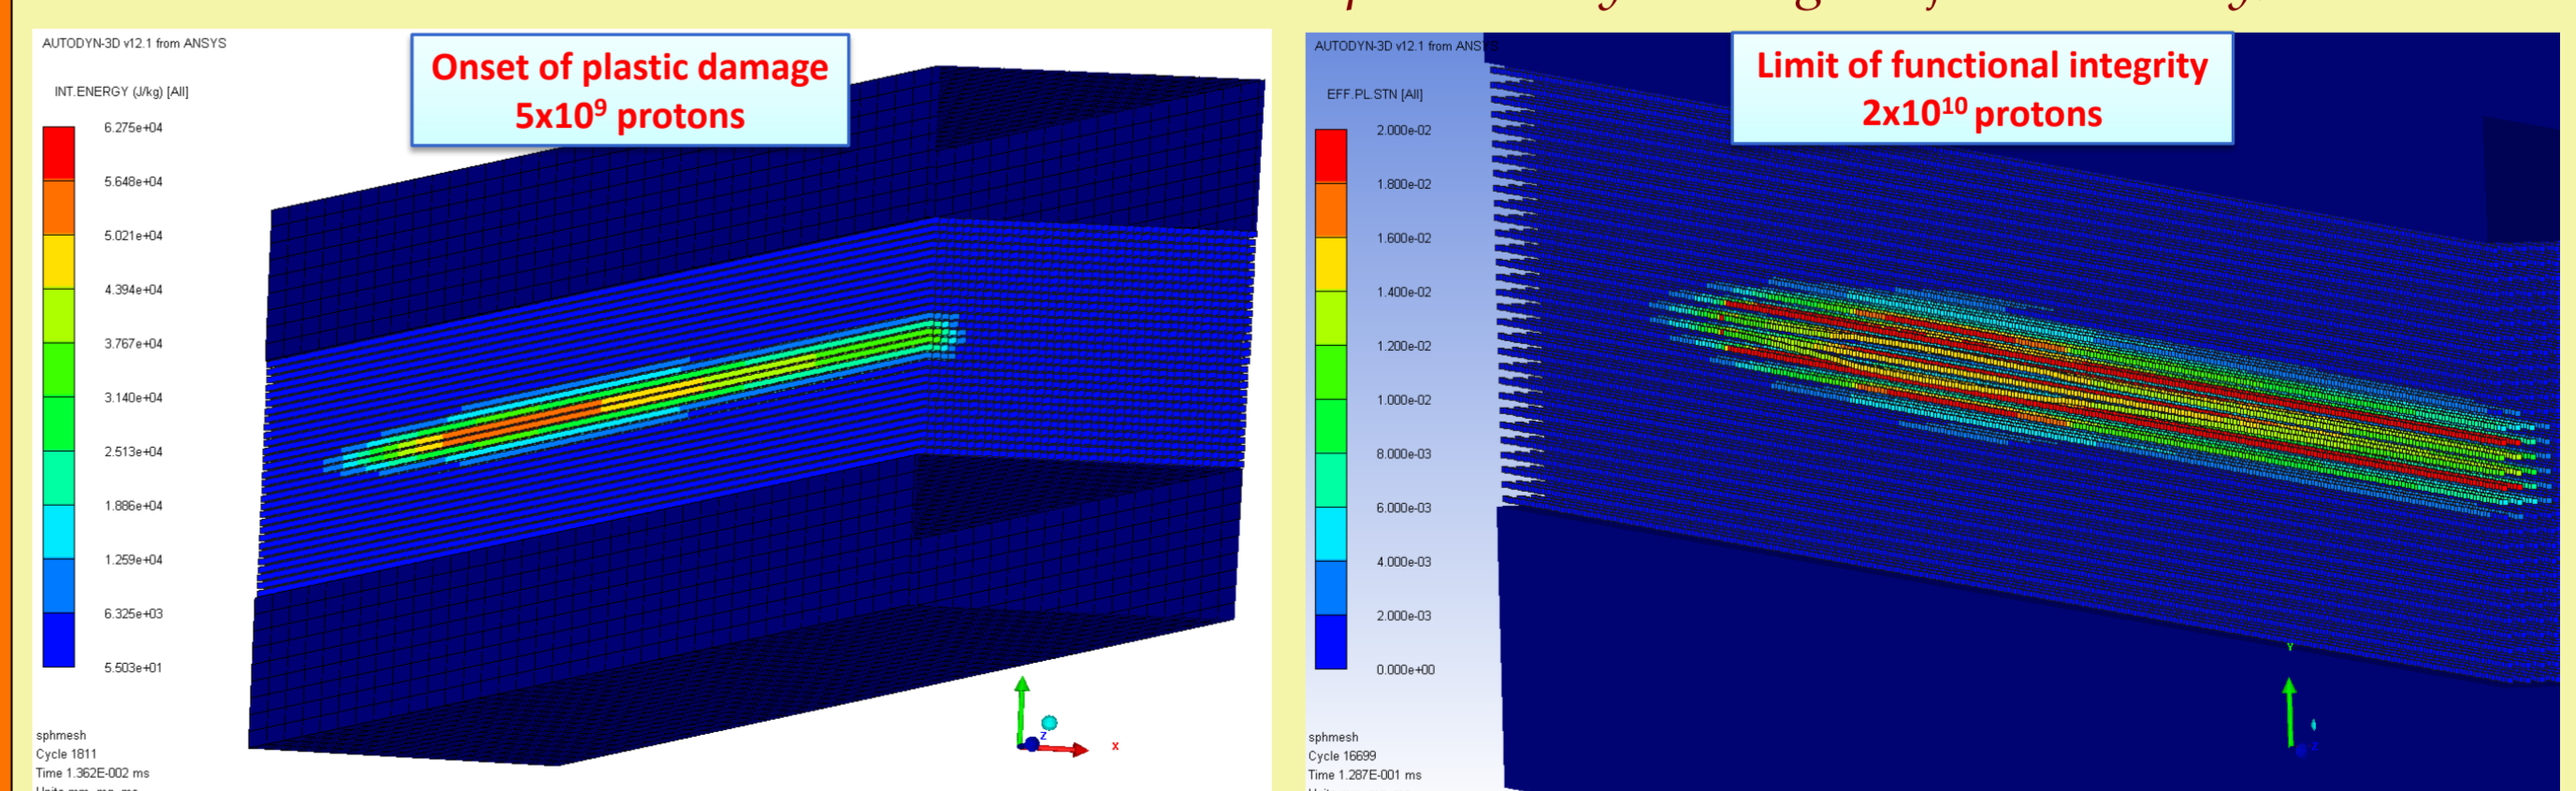 AUTODYN-3D v12.1 from ANSYS
Onset of plastic damage
5x10⁹ protons
INT.ENERGY (J/kg) [All]
6.275e+04
5.648e+04
5.021e+04
4.394e+04
3.767e+04
3.140e+04
2.513e+04
1.886e+04
1.259e+04
6.325e+03
5.503e+01
sphmesh
Cycle 1811
Time 1.362E-002 ms
Z
X
AUTODYN-3D v12.1 from ANSYS
Limit of functional integrity
2x10¹⁰ protons
EFF.PL.STN [All]
2.000e-02
1.800e-02
1.600e-02
1.400e-02
1.200e-02
1.000e-02
8.000e-03
6.000e-03
4.000e-03
2.000e-03
0.000e+00
sphmesh
Cycle 16699
Time 1.287E-001 ms
Y
Z